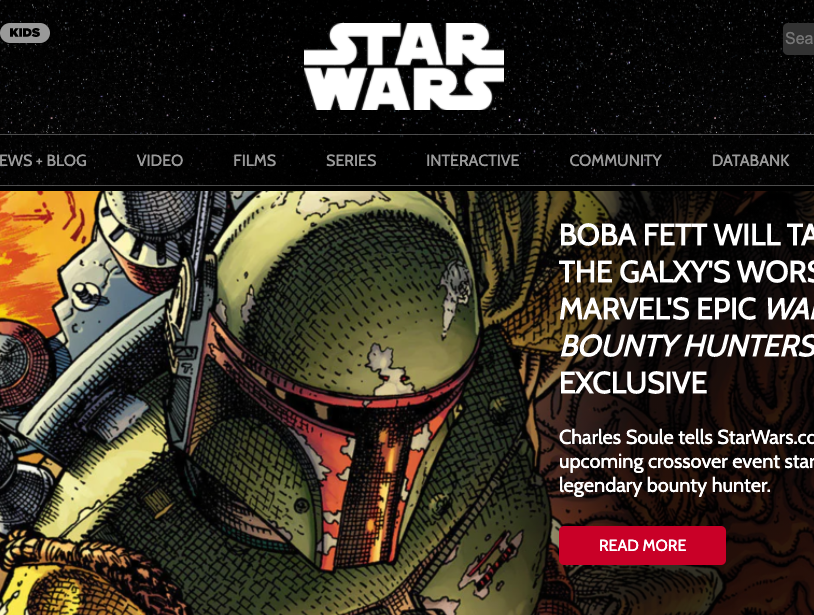 KIDS
STAR
WARS
Sea
EWS + BLOG VIDEO FILMS SERIES INTERACTIVE COMMUNITY DATABANK
BOBA FETT WILL TA
THE GALXY'S WORS
MARVEL'S EPIC WA
BOUNTY HUNTERS
EXCLUSIVE
Charles Soule tells StarWars.co
upcoming crossover event star
legendary bounty hunter.
READ MORE